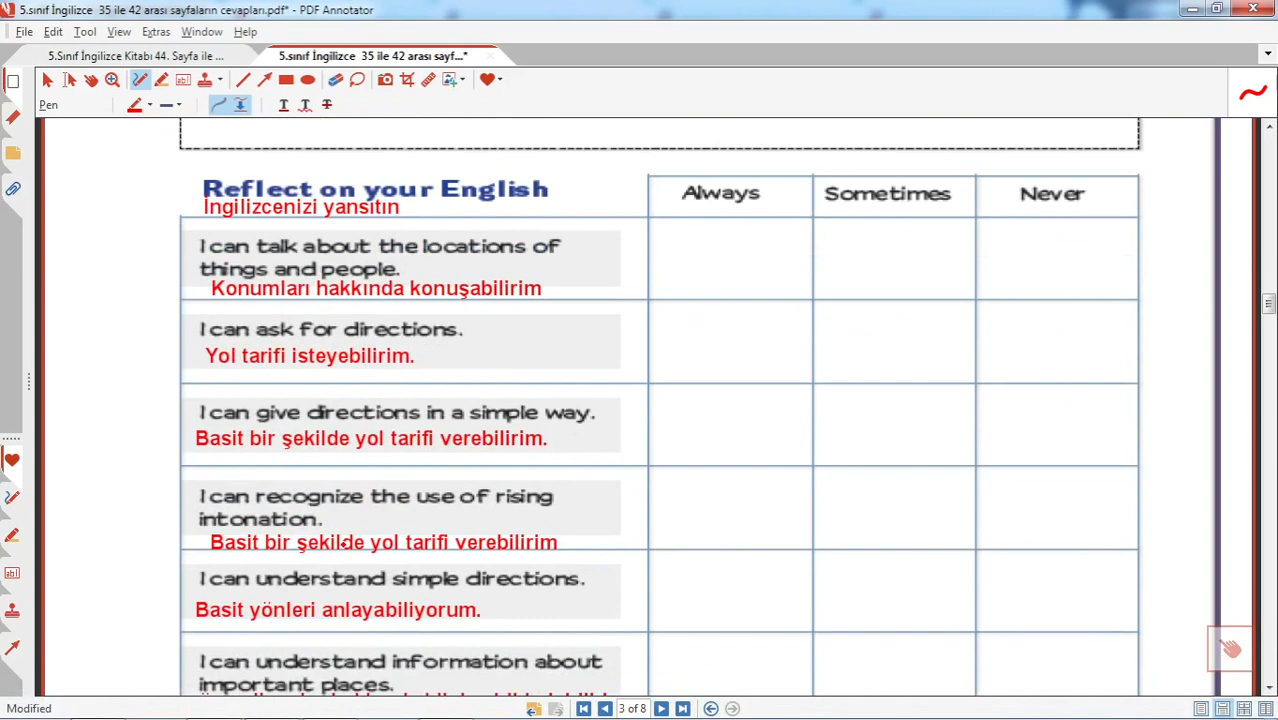 5.sınıf İngilizce 35 ile 42 arası sayfaların cevapları.pdf* - PDF Annotator
File Edit Tool View Extras Window Help
5.Sınıf İngilizce Kitabı 44. Sayfa ile ... 5.sınıf İngilizce 35 ile 42 arası sayf...*
Pen
Reflect on your English Always Sometimes Never
İngilizcenizi yansıtın
I can talk about the locations of
things and people.
Konumları hakkında konuşabilirim
I can ask for directions.
Yol tarifi isteyebilirim.
I can give directions in a simple way.
Basit bir şekilde yol tarifi verebilirim.
I can recognize the use of rising
intonation.
Basit bir şekilde yol tarifi verebilirim
I can understand simple directions.
Basit yönleri anlayabiliyorum.
I can understand information about
important places.
Modified 3 of 8